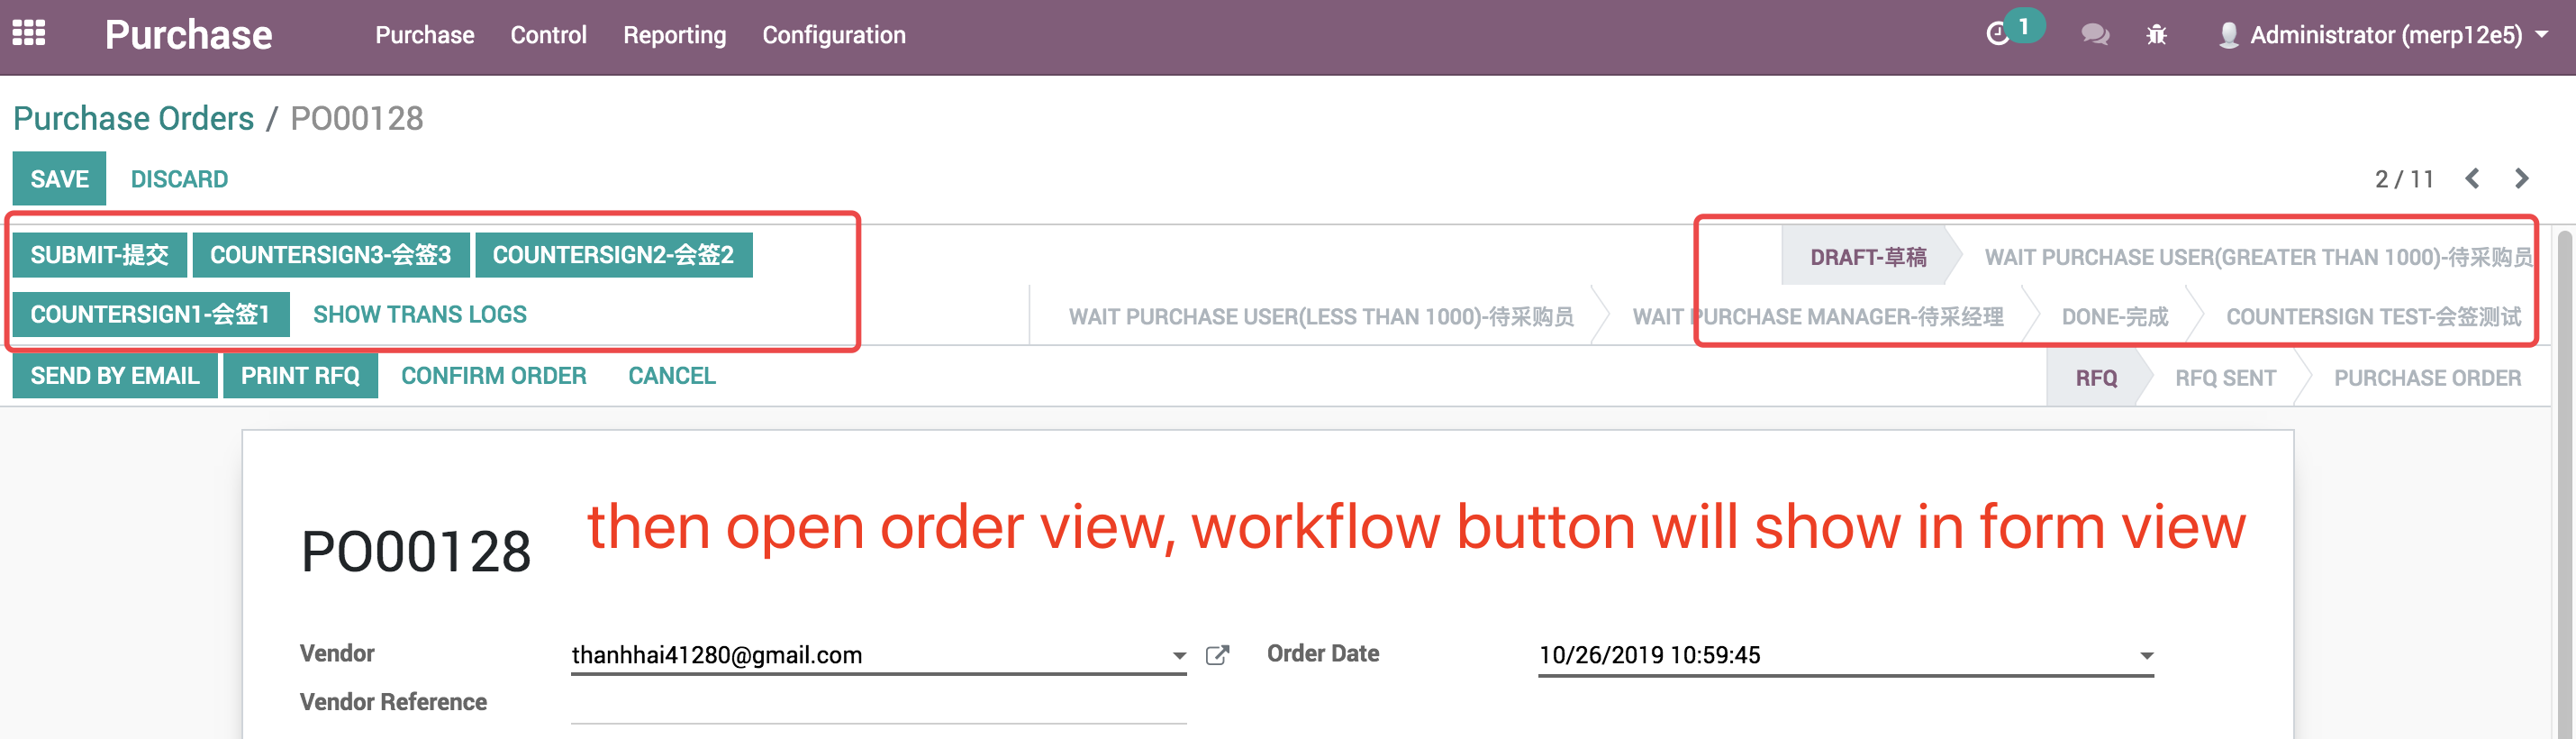 Purchase Purchase Control Reporting Configuration 1 Administrator (merp12e5)
Purchase Orders / PO00128
SAVE DISCARD 2 / 11
SUBMIT-提交 COUNTERSIGN3-会签3 COUNTERSIGN2-会签2 DRAFT-草稿 WAIT PURCHASE USER(GREATER THAN 1000)-待采购员
COUNTERSIGN1-会签1 SHOW TRANS LOGS WAIT PURCHASE USER(LESS THAN 1000)-待采购员 WAIT PURCHASE MANAGER-待采经理 DONE-完成 COUNTERSIGN TEST-会签测试
SEND BY EMAIL PRINT RFQ CONFIRM ORDER CANCEL RFQ RFQ SENT PURCHASE ORDER
then open order view, workflow button will show in form view
PO00128
Vendor thanhhai41280@gmail.com Order Date 10/26/2019 10:59:45
Vendor Reference